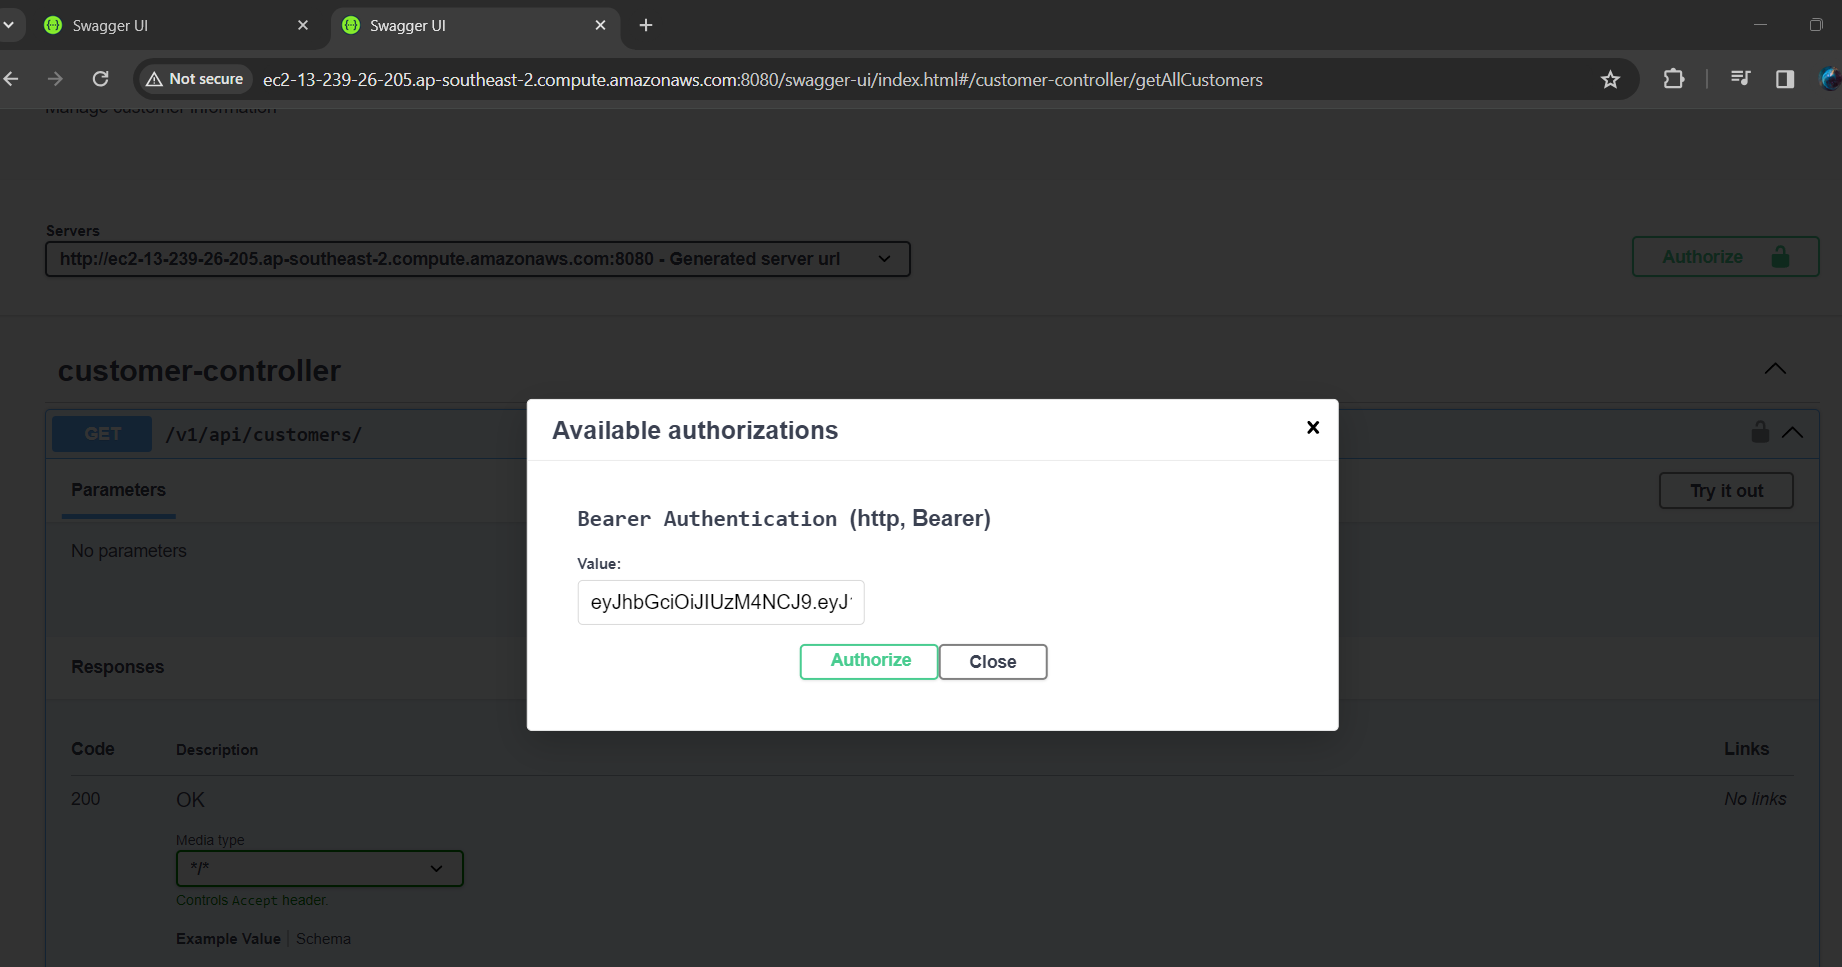 Swagger UI
Swagger UI
Not secure
ec2-13-239-26-205.ap-southeast-2.compute.amazonaws.com:8080/swagger-ui/index.html#/customer-controller/getAllCustomers
Manage customer information
Servers
http://ec2-13-239-26-205.ap-southeast-2.compute.amazonaws.com:8080 - Generated server url
Authorize
customer-controller
GET /v1/api/customers/
Available authorizations
Parameters
Try it out
Bearer Authentication (http, Bearer)
No parameters
Value:
eyJhbGciOiJIUzM4NCJ9.eyJ
Authorize
Close
Responses
Code Description Links
200 OK No links
Media type
*/*
Controls Accept header.
Example Value | Schema